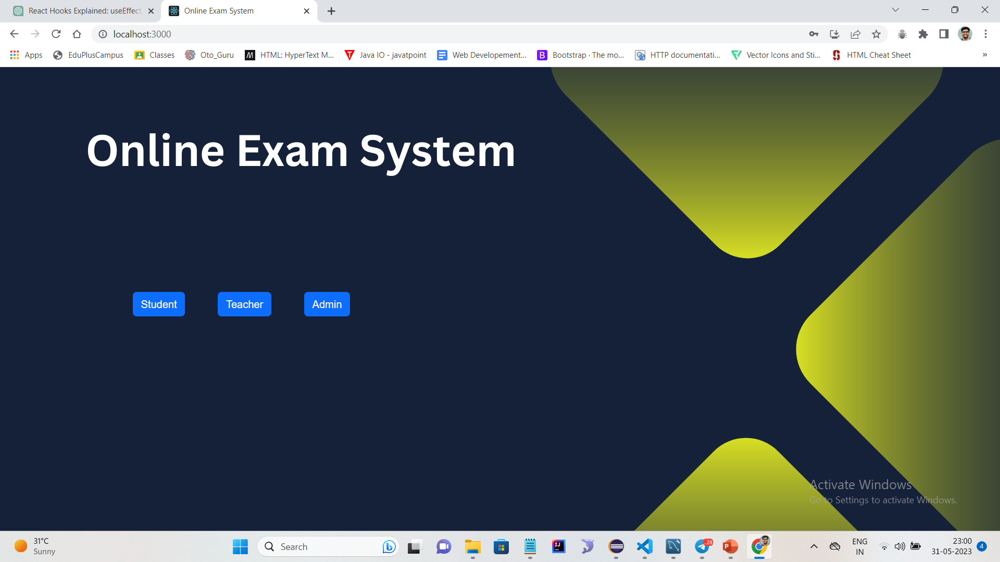 React Hooks Explained: useEffect,
Online Exam System
localhost:3000
Apps
EduPlusCampus
Classes
Oto_Guru
HTML: HyperText M...
Java IO - javatpoint
Web Developement...
Bootstrap · The mo...
HTTP documentati...
Vector Icons and Sti...
HTML Cheat Sheet
»
Online Exam System
Student
Teacher
Admin
Activate Windows
Go to Settings to activate Windows.
31°C
Sunny
Search
28
ENG
IN
23:00
31-05-2023
4